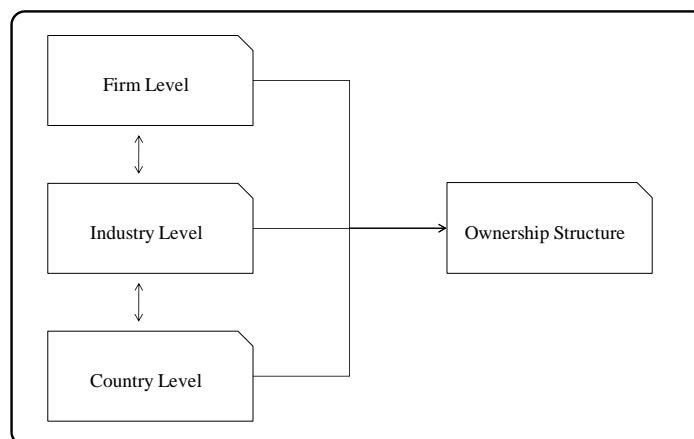 Firm Level
Industry Level
Ownership Structure
Country Level